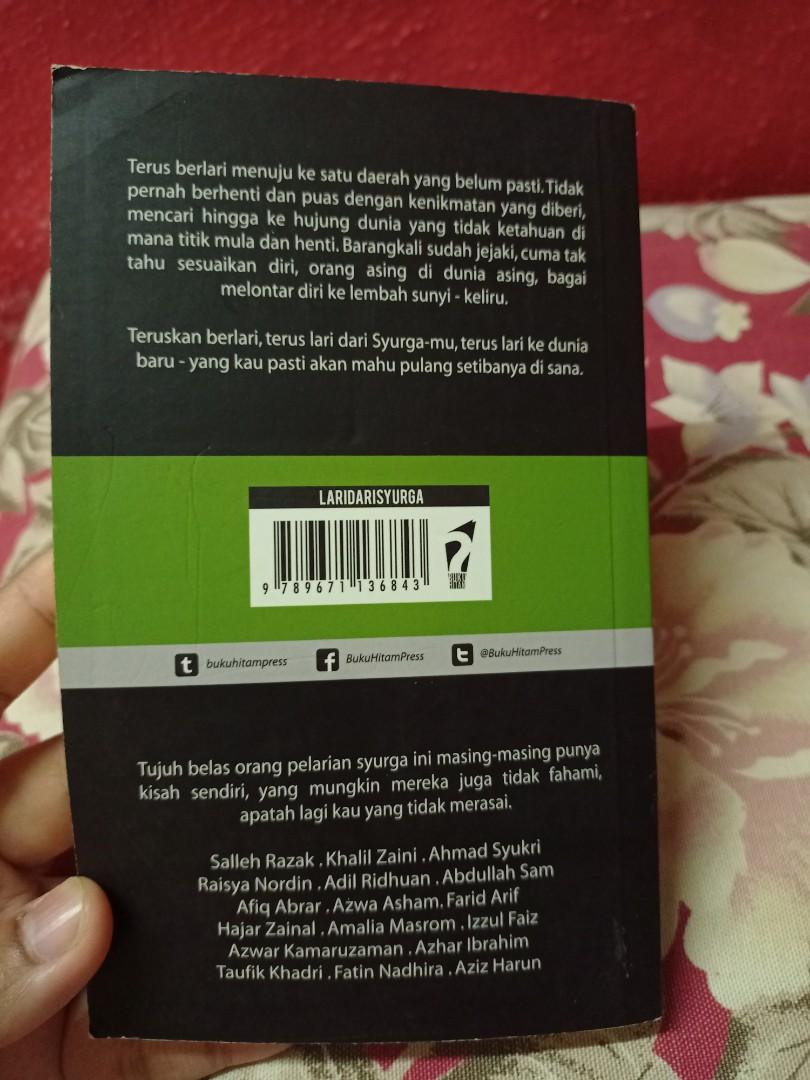 Terus berlari menuju ke satu daerah yang belum pasti. Tidak
pernah berhenti dan puas dengan kenikmatan yang diberi,
mencari hingga ke hujung dunia yang tidak ketahuan di
mana titik mula dan henti. Barangkali sudah jejaki, cuma tak
tahu sesuaikan diri, orang asing di dunia asing, bagai
melontar diri ke lembah sunyi - keliru.
Teruskan berlari, terus lari dari Syurga-mu, terus lari ke dunia
baru - yang kau pasti akan mahu pulang setibanya di sana.
LARIDARISYURGA
9 789671 136843
BUKU
HITAM
t bukuhitampress f BukuHitamPress t @BukuHitamPress
Tujuh belas orang pelarian syurga ini masing-masing punya
kisah sendiri, yang mungkin mereka juga tidak fahami,
apatah lagi kau yang tidak merasai.
Salleh Razak . Khalil Zaini . Ahmad Syukri
Raisya Nordin . Adil Ridhuan . Abdullah Sam
Afiq Abrar . Azwa Asham. Farid Arif
Hajar Zainal . Amalia Masrom . Izzul Faiz
Azwar Kamaruzaman . Azhar Ibrahim
Taufik Khadri . Fatin Nadhira . Aziz Harun